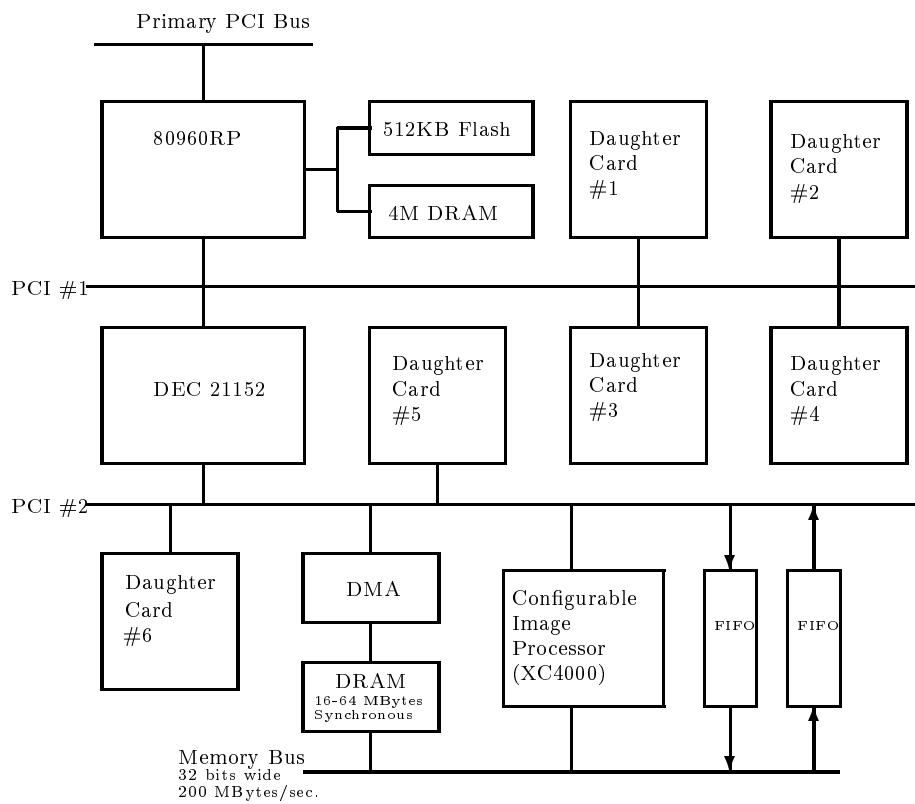 Primary PCI Bus
80960RP
512KB Flash
4M DRAM
Daughter
Card
#1
Daughter
Card
#2
PCI #1
DEC 21152
Daughter
Card
#5
Daughter
Card
#3
Daughter
Card
#4
PCI #2
Daughter
Card
#6
DMA
DRAM
16-64 MBytes
Synchronous
Configurable
Image
Processor
(XC4000)
FIFO
FIFO
Memory Bus
32 bits wide
200 MBytes/sec.